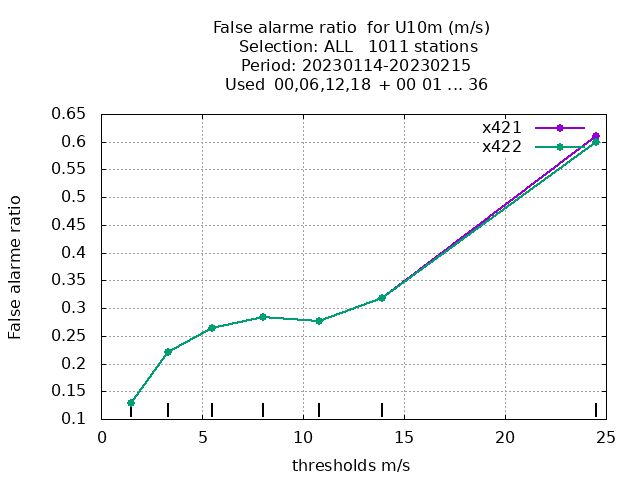 False alarme ratio  for U10m (m/s)
Selection: ALL   1011 stations
Period: 20230114-20230215
Used  00,06,12,18  + 00 01 ... 36
x421
x422
0.65
0.6
0.55
0.5
0.45
0.4
0.35
0.3
0.25
0.2
0.15
0.1
False alarme ratio
0 5 10 15 20 25
thresholds m/s